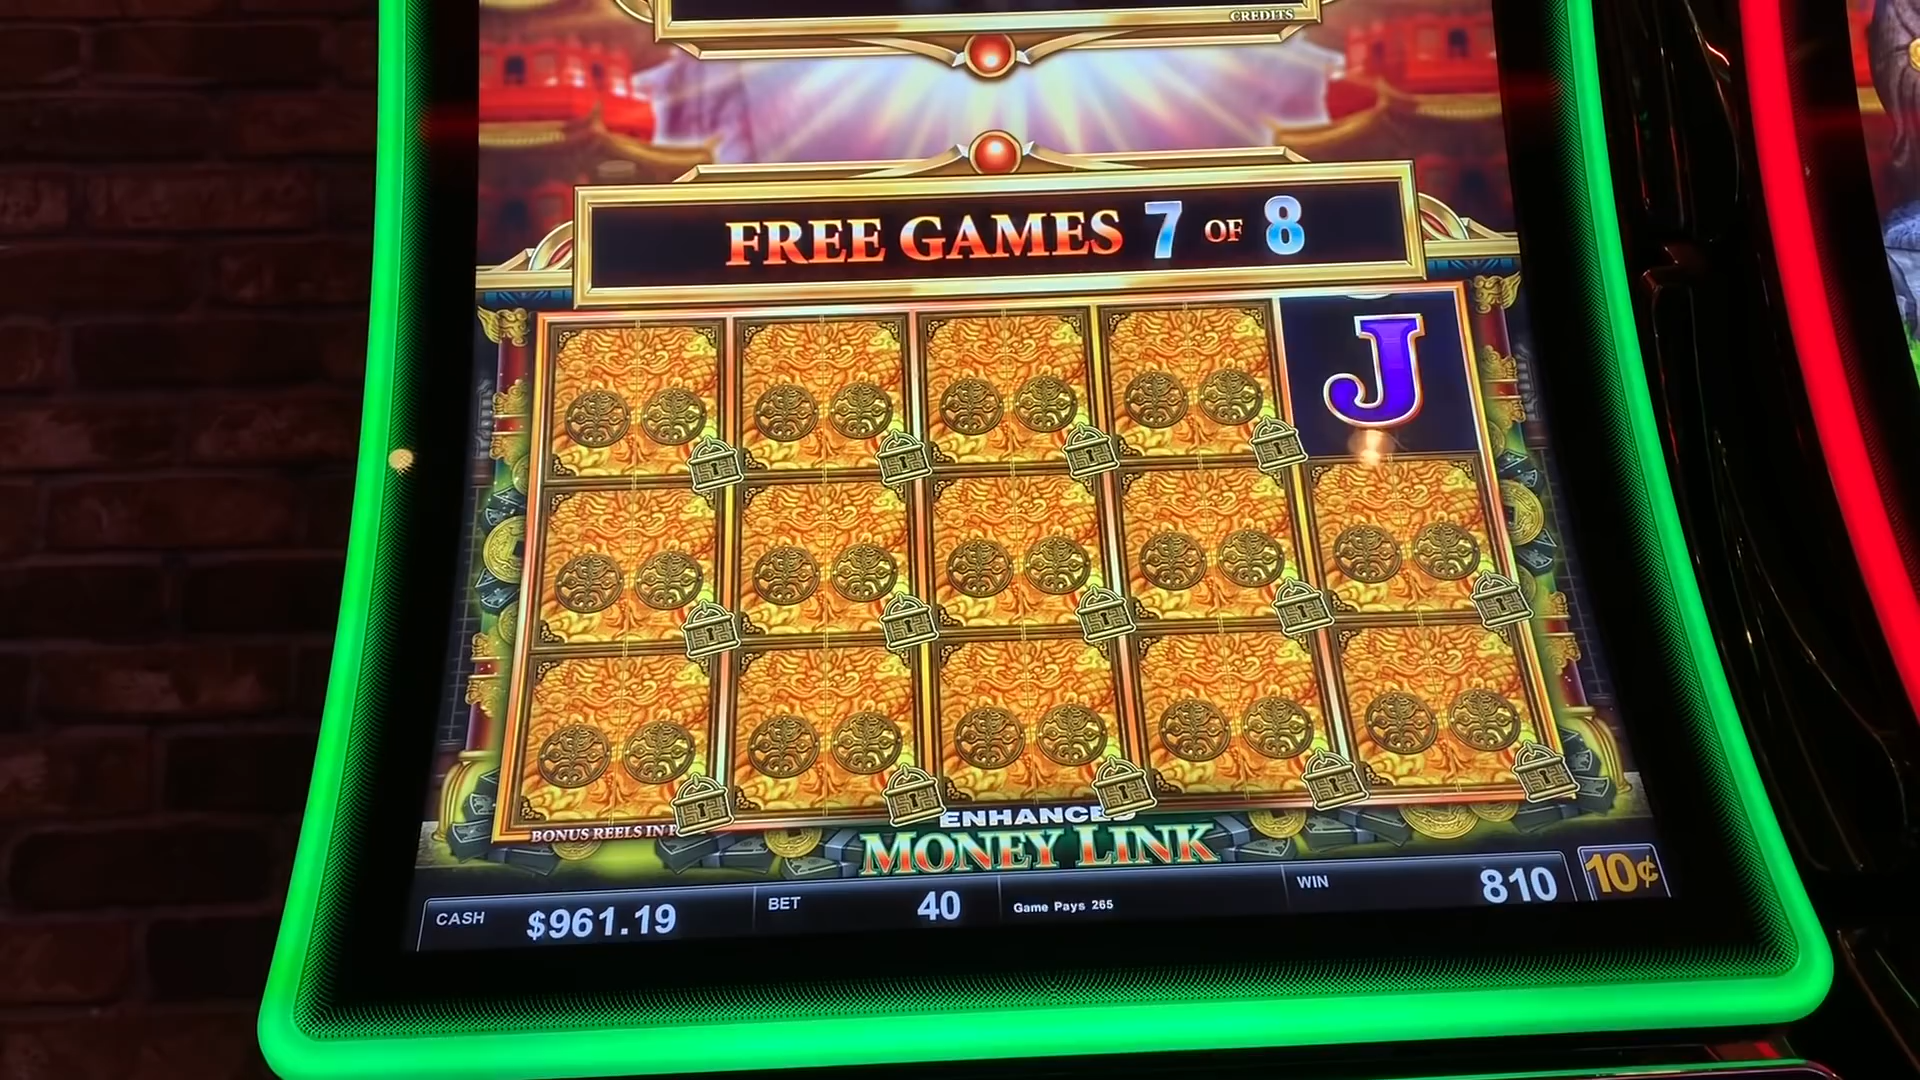 CREDITS
FREE GAMES 7 OF 8
J
BONUS REELS IN
ENHANCE
MONEY LINK
CASH $961.19 BET 40 Game Pays 265 WIN 810 10¢